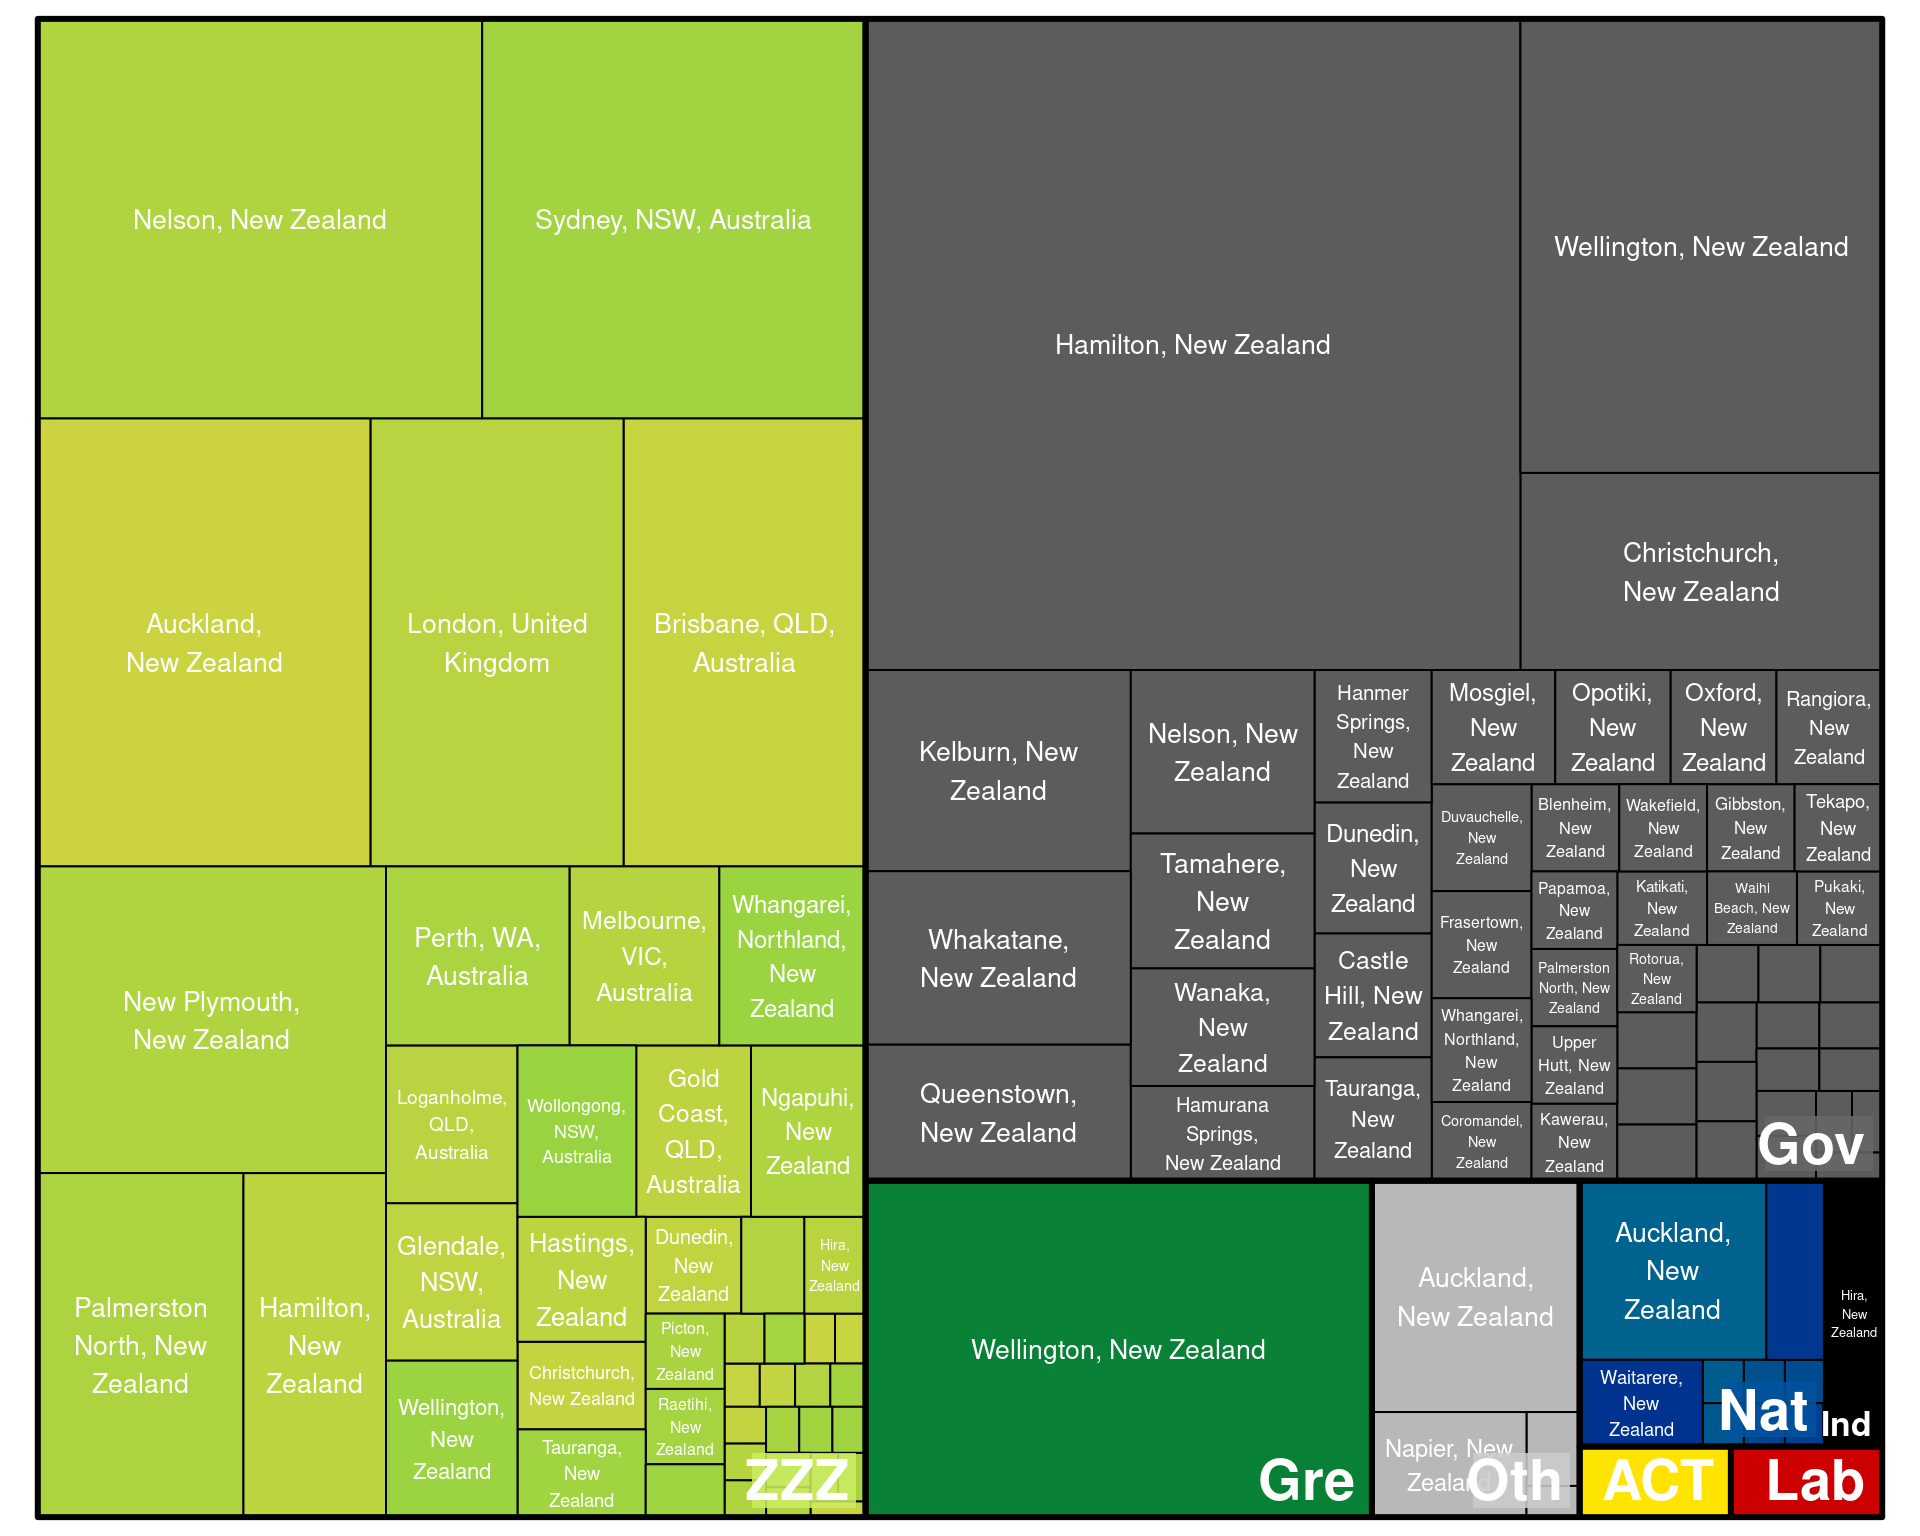 Nelson, New Zealand
Sydney, NSW, Australia
Auckland,
New Zealand
London, United
Kingdom
Brisbane, QLD,
Australia
New Plymouth,
New Zealand
Perth, WA,
Australia
Melbourne,
VIC,
Australia
Whangarei,
Northland,
New
Zealand
Loganholme,
QLD,
Australia
Wollongong,
NSW,
Australia
Gold
Coast,
QLD,
Australia
Ngapuhi,
New
Zealand
Palmerston
North, New
Zealand
Hamilton,
New
Zealand
Glendale,
NSW,
Australia
Hastings,
New
Zealand
Dunedin,
New
Zealand
Hira,
New
Zealand
Wellington,
New
Zealand
Christchurch,
New Zealand
Tauranga,
New
Zealand
Picton,
New
Zealand
Raetihi,
New
Zealand
ZZZ
Hamilton, New Zealand
Wellington, New Zealand
Christchurch,
New Zealand
Kelburn, New
Zealand
Whakatane,
New Zealand
Queenstown,
New Zealand
Nelson, New
Zealand
Tamahere,
New
Zealand
Wanaka,
New
Zealand
Hamurana
Springs,
New Zealand
Hanmer
Springs,
New
Zealand
Dunedin,
New
Zealand
Castle
Hill, New
Zealand
Tauranga,
New
Zealand
Mosgiel,
New
Zealand
Opotiki,
New
Zealand
Oxford,
New
Zealand
Rangiora,
New
Zealand
Duvauchelle,
New
Zealand
Frasertown,
New
Zealand
Whangarei,
Northland,
New
Zealand
Coromandel,
New
Zealand
Blenheim,
New
Zealand
Wakefield,
New
Zealand
Gibbston,
New
Zealand
Tekapo,
New
Zealand
Papamoa,
New
Zealand
Katikati,
New
Zealand
Waihi
Beach, New
Zealand
Pukaki,
New
Zealand
Palmerston
North, New
Zealand
Rotorua,
New
Zealand
Upper
Hutt, New
Zealand
Kawerau,
New
Zealand
Gov
Wellington, New Zealand
Gre
Auckland,
New Zealand
Napier, New
Zealand
Oth
Auckland,
New
Zealand
Waitarere,
New
Zealand
Nat
Hira,
New
Zealand
Ind
ACT
Lab